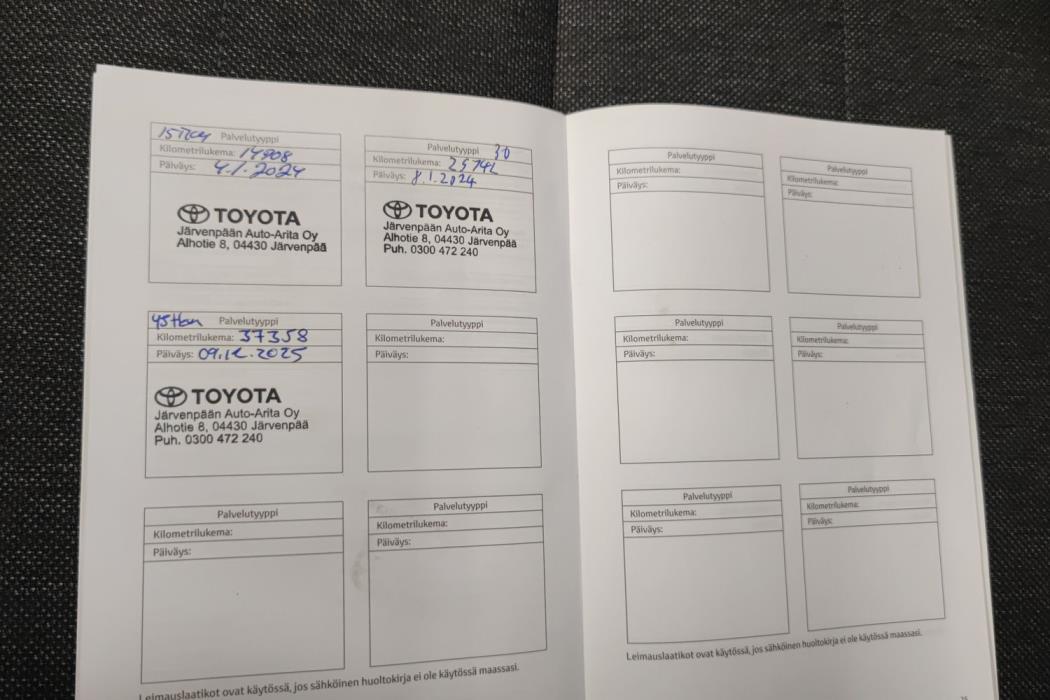 15TKM Palvelutyyppi
Kilometrilukema: 14908
Päiväys: 4.1.2024
TOYOTA
Järvenpään Auto-Arita Oy
Alhotie 8, 04430 Järvenpää
Palvelutyyppi 30
Kilometrilukema: 25742
Päiväys: 8.1.2024
TOYOTA
Järvenpään Auto-Arita Oy
Alhotie 8, 04430 Järvenpää
Puh. 0300 472 240
45tkm Palvelutyyppi
Kilometrilukema: 37358
Päiväys: 09.12.2025
TOYOTA
Järvenpään Auto-Arita Oy
Alhotie 8, 04430 Järvenpää
Puh. 0300 472 240
Palvelutyyppi
Kilometrilukema:
Päiväys:
Palvelutyyppi
Kilometrilukema:
Päiväys:
Palvelutyyppi
Kilometrilukema:
Päiväys:
Leimauslaatikot ovat käytössä, jos sähköinen huoltokirja ei ole käytössä maassasi.
Palvelutyyppi
Kilometrilukema:
Päiväys:
Palvelutyyppi
Kilometrilukema:
Päiväys:
Palvelutyyppi
Kilometrilukema:
Päiväys:
Palvelutyyppi
Kilometrilukema:
Päiväys:
Palvelutyyppi
Kilometrilukema:
Päiväys:
Palvelutyyppi
Kilometrilukema:
Päiväys:
Leimauslaatikot ovat käytössä, jos sähköinen huoltokirja ei ole käytössä maassasi.